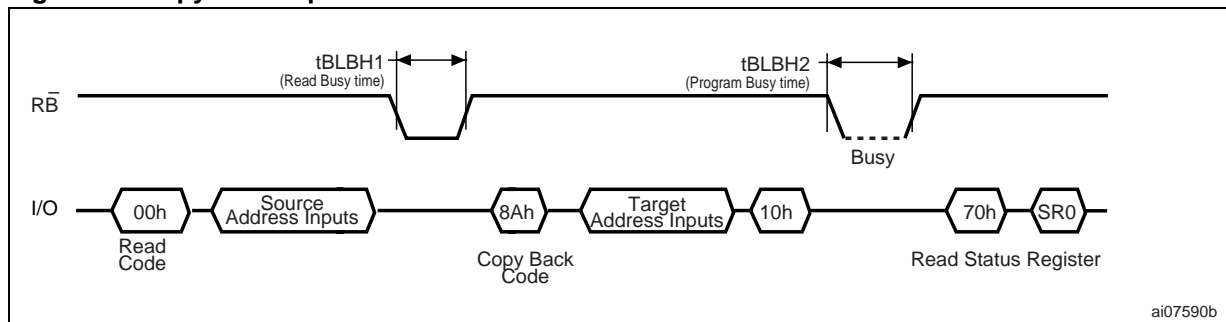 tBLBH1
(Read Busy time)
tBLBH2
(Program Busy time)
RB̅
Busy
I/O
00h
Source
Address Inputs
8Ah
Target
Address Inputs
10h
70h
SR0
Read
Code
Copy Back
Code
Read Status Register
ai07590b